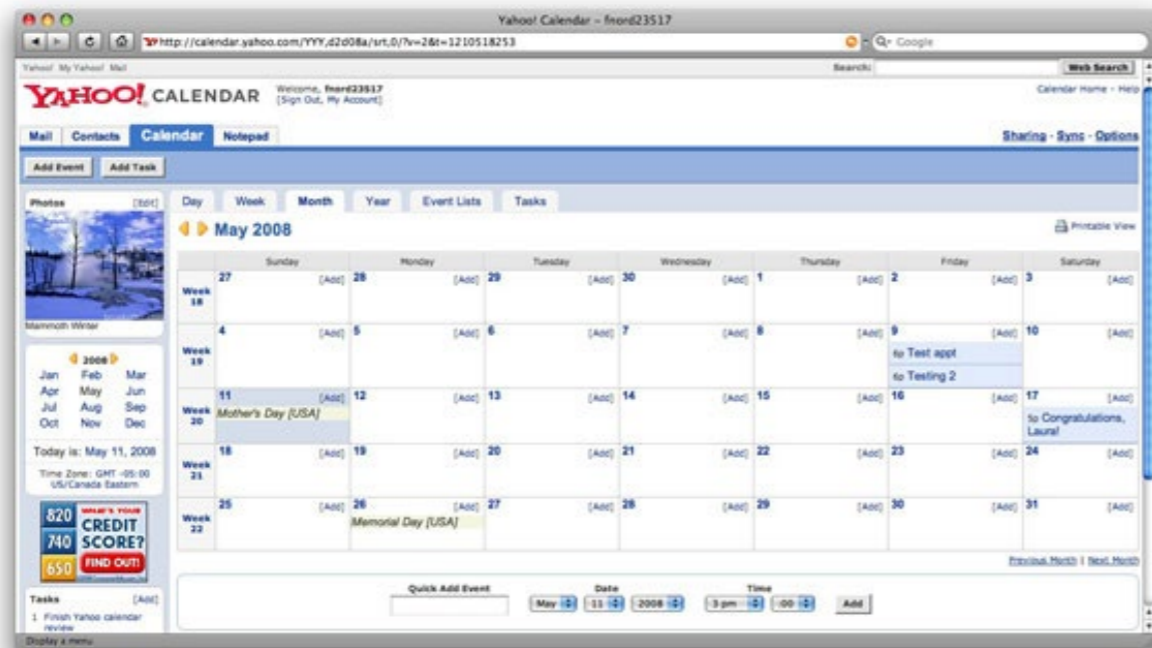 Yahoo! Calendar – fnord23517
http://calendar.yahoo.com/YYY,d2d08a/srt,0/?v=2&t=1210518253
Google
Yahoo! My Yahoo! Mail
Search:
Web Search
YAHOO! CALENDAR
Welcome, fnord23517
[Sign Out, My Account]
Calendar Home - Help
Mail Contacts Calendar Notepad
Sharing - Sync - Options
Add Event Add Task
Photos [Edit]
Mammoth Winter
2008
Jan Feb Mar
Apr May Jun
Jul Aug Sep
Oct Nov Dec
Today is: May 11, 2008
Time Zone: GMT -05:00
US/Canada Eastern
820
740
650
WHAT'S YOUR
CREDIT
SCORE?
FIND OUT!
Tasks [Add]
1 Finish Yahoo calendar
review
Day Week Month Year Event Lists Tasks
May 2008
Printable View
Sunday Monday Tuesday Wednesday Thursday Friday Saturday
Week
18
27 [Add] 28 [Add] 29 [Add] 30 [Add] 1 [Add] 2 [Add] 3 [Add]
Week
19
4 [Add] 5 [Add] 6 [Add] 7 [Add] 8 [Add] 9 [Add] 10 [Add]
Test appt
Testing 2
Week
20
11 [Add] 12 [Add] 13 [Add] 14 [Add] 15 [Add] 16 [Add] 17 [Add]
Mother's Day [USA]
Congratulations,
Laura!
Week
21
18 [Add] 19 [Add] 20 [Add] 21 [Add] 22 [Add] 23 [Add] 24 [Add]
Week
22
25 [Add] 26 [Add] 27 [Add] 28 [Add] 29 [Add] 30 [Add] 31 [Add]
Memorial Day [USA]
Previous Month | Next Month
Quick Add Event Date Time
May 11 2008 3 pm :00 Add
Display a menu